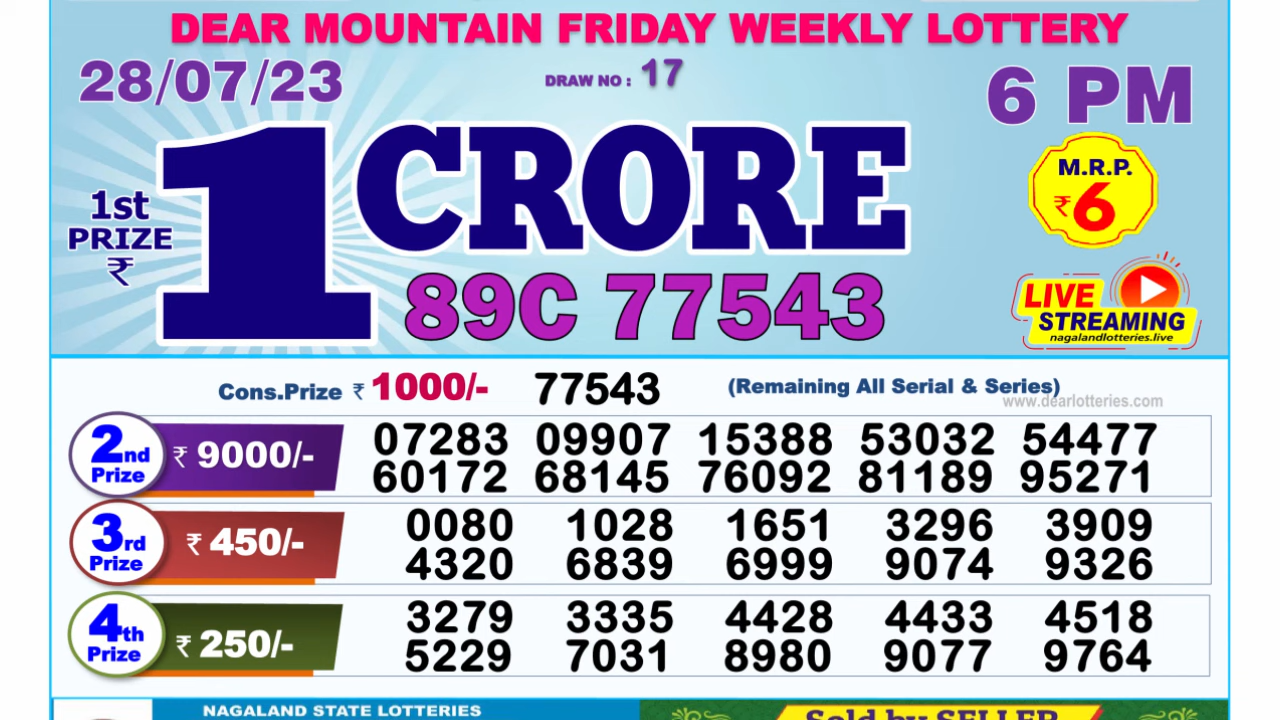 DEAR MOUNTAIN FRIDAY WEEKLY LOTTERY
28/07/23
DRAW NO : 17
6 PM
1st
PRIZE
₹
1 CRORE
M.R.P.
₹6
89C 77543
LIVE
STREAMING
nagalandlotteries.live
Cons.Prize ₹ 1000/- 77543 (Remaining All Serial & Series)
www.dearlotteries.com
2nd
Prize
₹ 9000/-
07283 09907 15388 53032 54477
60172 68145 76092 81189 95271
3rd
Prize
₹ 450/-
0080 1028 1651 3296 3909
4320 6839 6999 9074 9326
4th
Prize
₹ 250/-
3279 3335 4428 4433 4518
5229 7031 8980 9077 9764
NAGALAND STATE LOTTERIES
Sold by SELLER